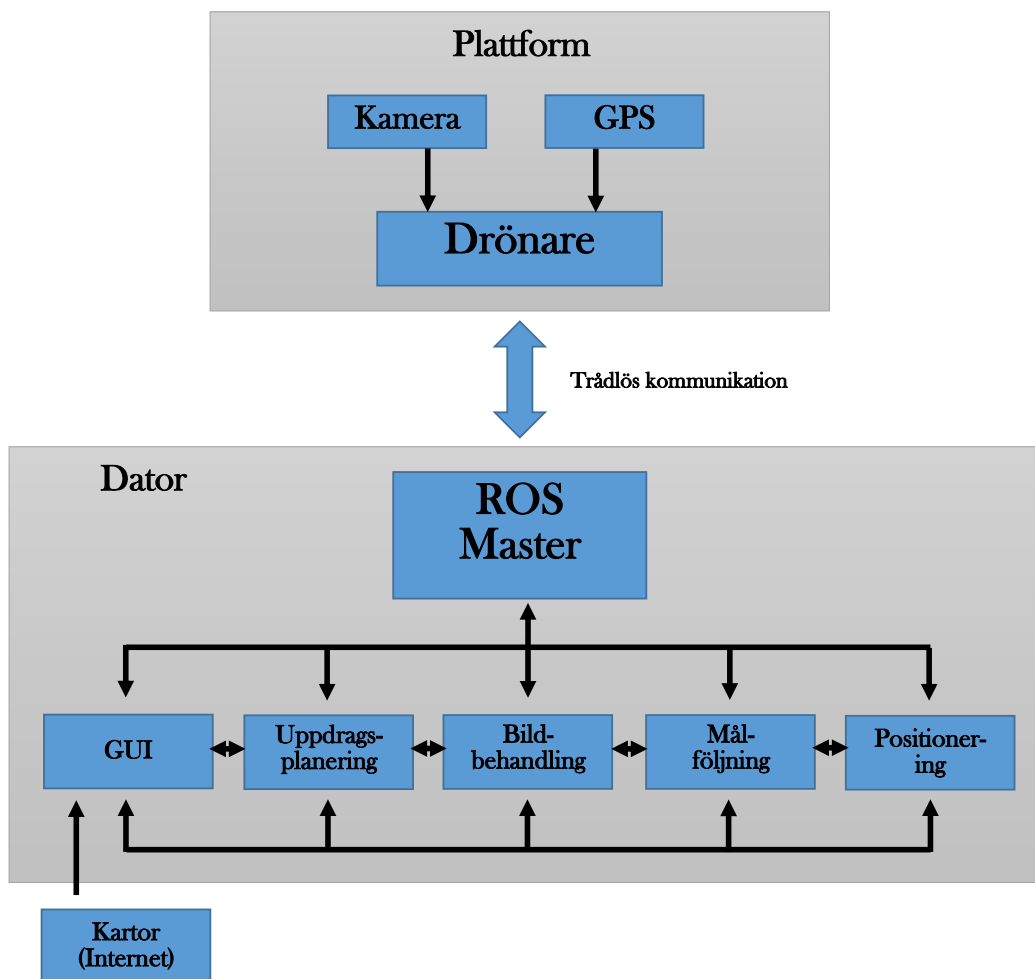 Plattform
Kamera
GPS
Drönare
Trådlös kommunikation
Dator
ROS
Master
GUI
Uppdrags-
planering
Bild-
behandling
Mål-
följning
Positioner-
ing
Kartor
(Internet)